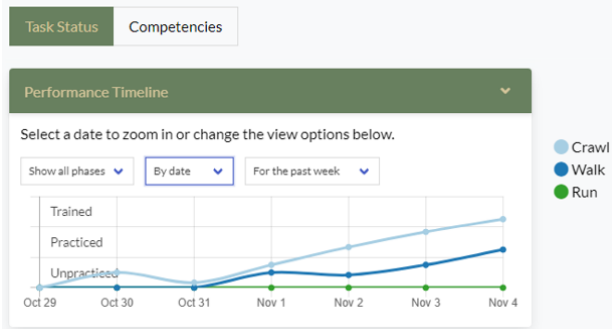 Task Status Competencies
Performance Timeline
Select a date to zoom in or change the view options below.
Show all phases By date For the past week
Crawl
Walk
Run
Trained
Practiced
Unpracticed
Oct 29 Oct 30 Oct 31 Nov 1 Nov 2 Nov 3 Nov 4